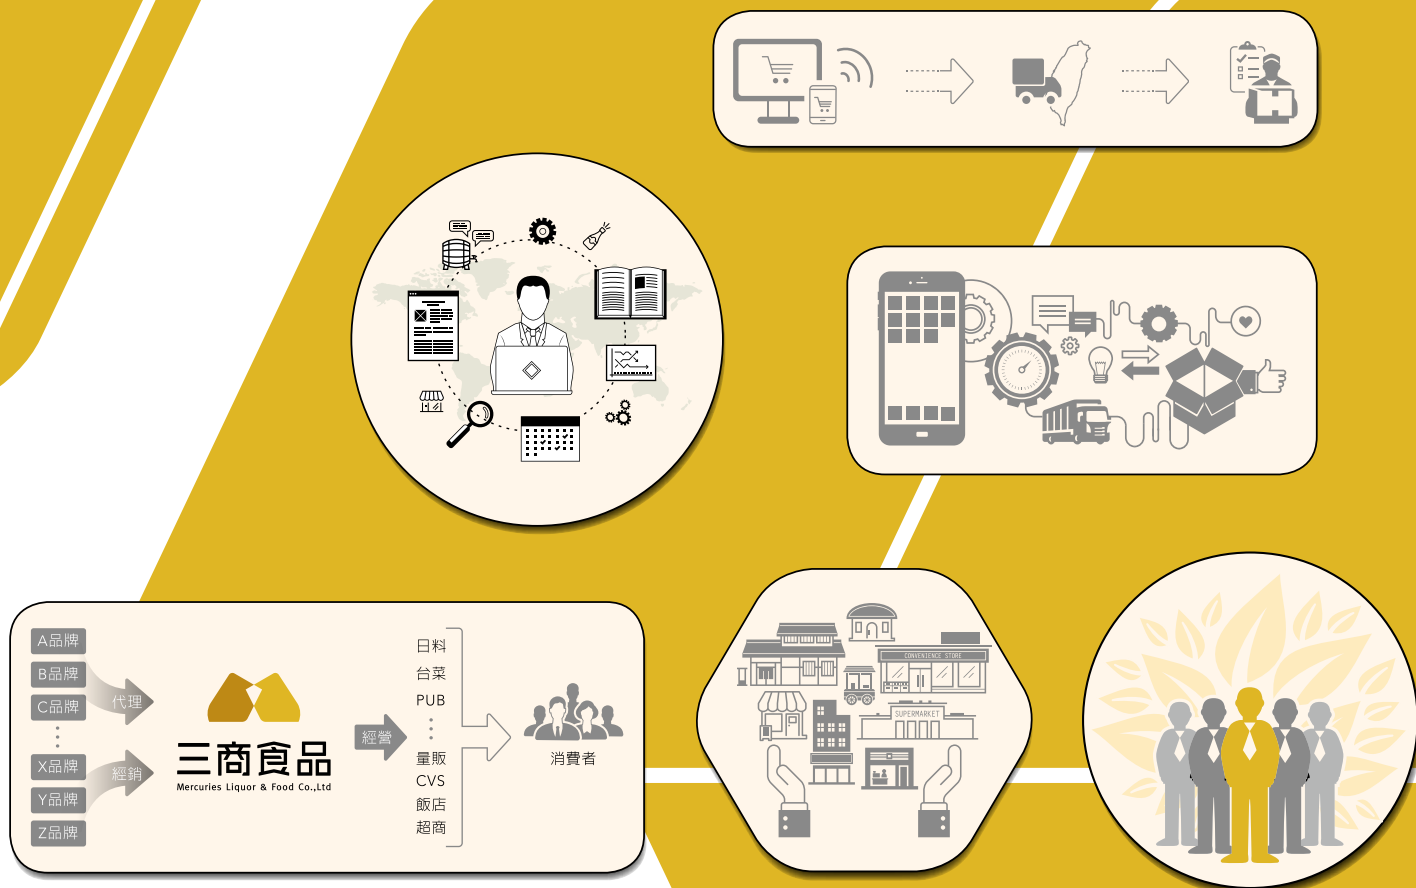 CONVENIENCE STORE
SUPERMARKET
A品牌
B品牌
C品牌
X品牌
Y品牌
Z品牌
代理
經銷
三商食品
Mercuries Liquor & Food Co.,Ltd
經營
日料
台菜
PUB
量販
CVS
飯店
超商
消費者